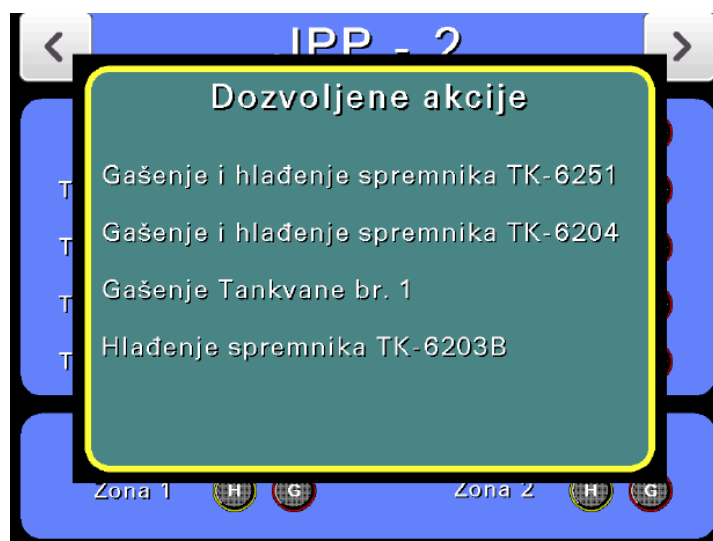 JPP - 2
Dozvoljene akcije
Gašenje i hlađenje spremnika TK-6251
T
Gašenje i hlađenje spremnika TK-6204
T
Gašenje Tankvane br. 1
T
Hlađenje spremnika TK-6203B
T
Zona 1 H G Zona 2 H G